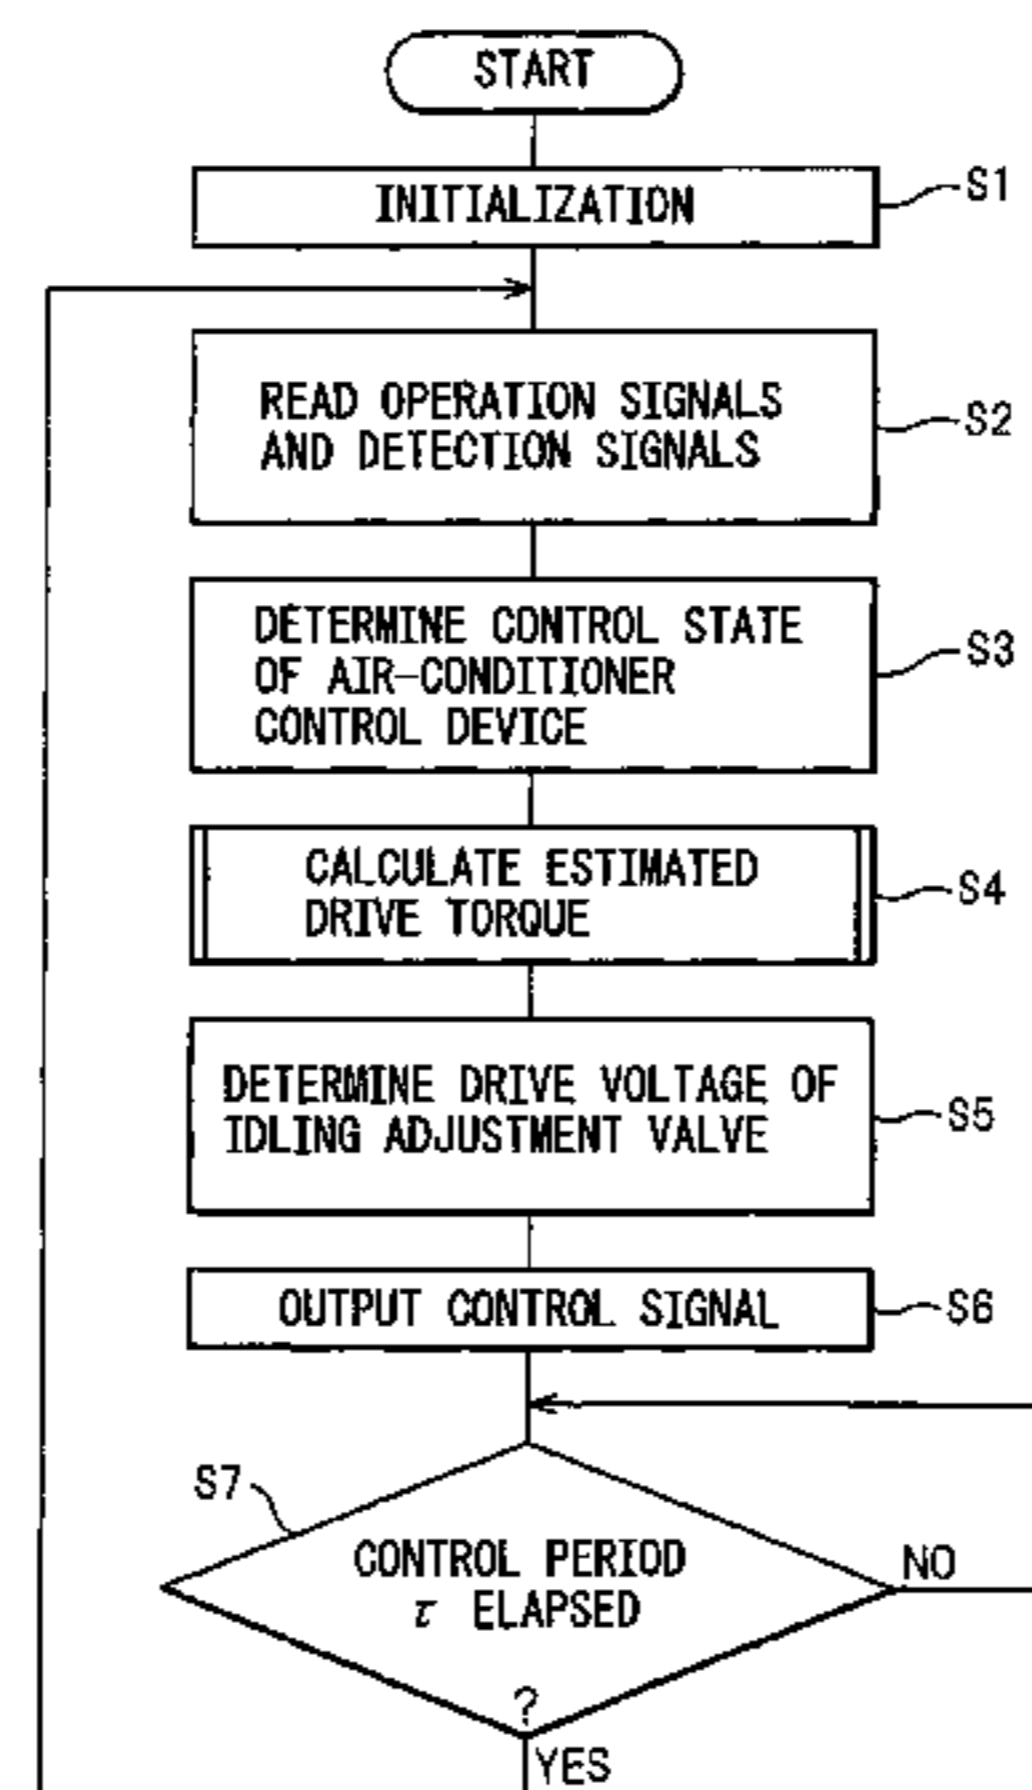 START
INITIALIZATION
S1
READ OPERATION SIGNALS
AND DETECTION SIGNALS
S2
DETERMINE CONTROL STATE
OF AIR-CONDITIONER
CONTROL DEVICE
S3
CALCULATE ESTIMATED
DRIVE TORQUE
S4
DETERMINE DRIVE VOLTAGE OF
IDLING ADJUSTMENT VALVE
S5
OUTPUT CONTROL SIGNAL
S6
S7
CONTROL PERIOD
τ ELAPSED
?
NO
YES